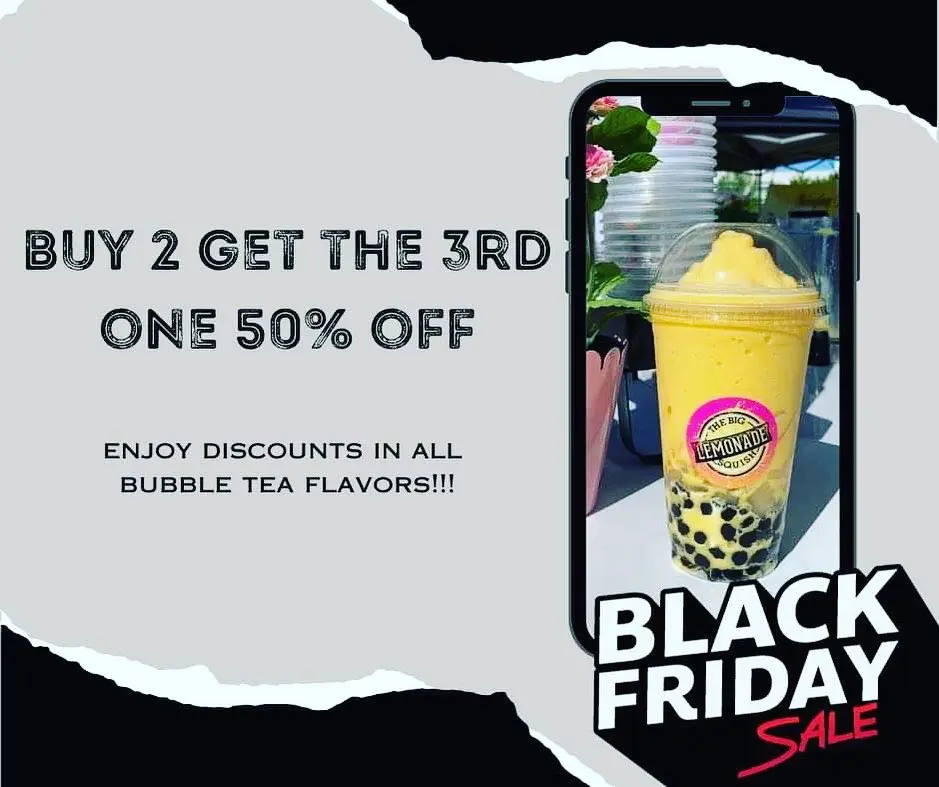 BUY 2 GET THE 3RD
ONE 50% OFF
ENJOY DISCOUNTS IN ALL
BUBBLE TEA FLAVORS!!!
THE BIG
LEMONADE
SQUISH
BLACK
FRIDAY
SALE